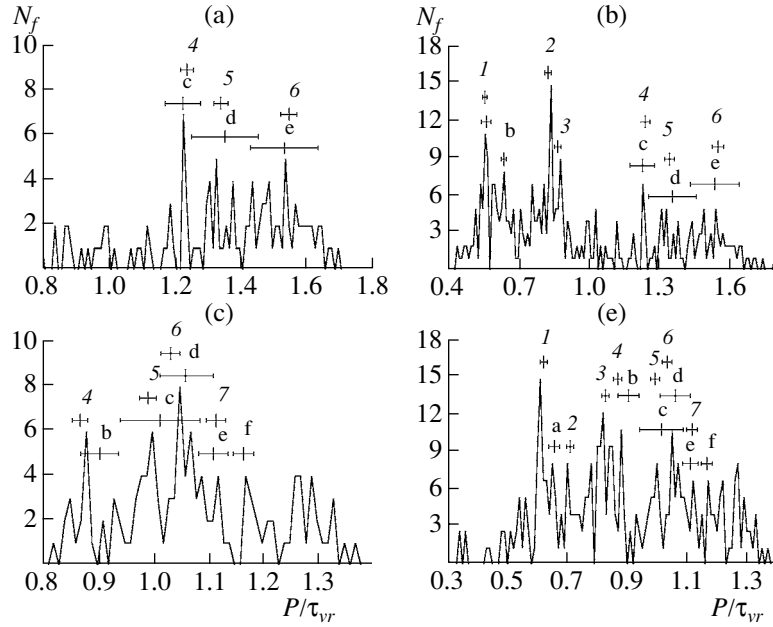 N_f (a)
10
8
6
4
2
4
c
5
d
6
e
0.8 1.0 1.2 1.4 1.6 1.8
N_f (b)
18
15
12
9
6
3
1
b
2
3
4
c
5
d
6
e
0.4 0.7 1.0 1.3 1.6
P/τ_vr
(c)
10
8
6
4
2
4
b
5
c
6
d
7
e
f
0.8 0.9 1.0 1.1 1.2 1.3
P/τ_vr
(e)
18
15
12
9
6
3
1
a
2
3
4
b
5
c
6
d
7
e
f
0.3 0.5 0.7 0.9 1.1 1.3
P/τ_vr